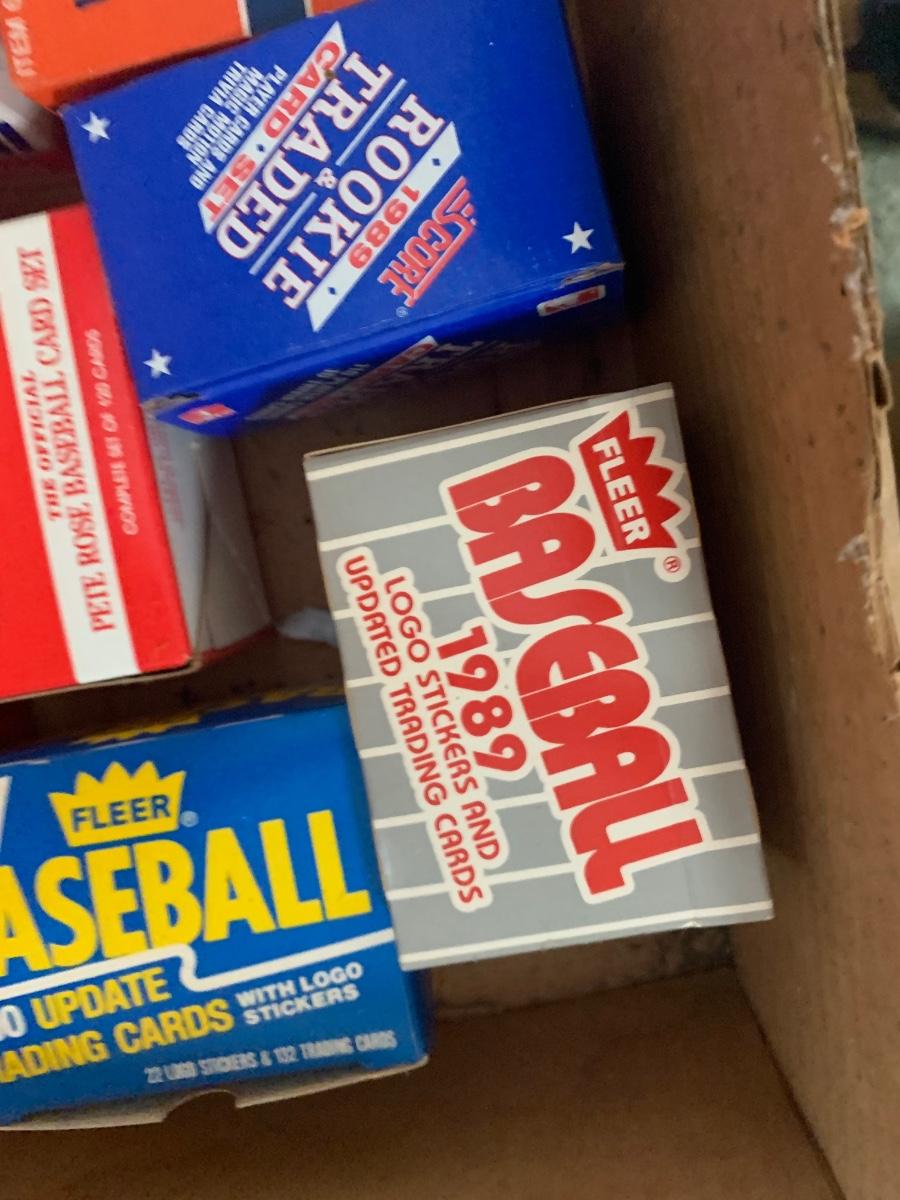 SCORE®
1989
ROOKIE
&
TRADED
CARD • SET
PLAYER CARDS AND
MAGIC MOTION
TRIVIA CARDS
THE OFFICIAL
PETE ROSE BASEBALL CARD SET
COMPLETE SET OF 120 CARDS
FLEER®
BASEBALL
1989
LOGO STICKERS AND
UPDATED TRADING CARDS
FLEER®
ASEBALL
0 UPDATE
ADING CARDS
WITH LOGO
STICKERS
22 LOGO STICKERS & 132 TRADING CARDS